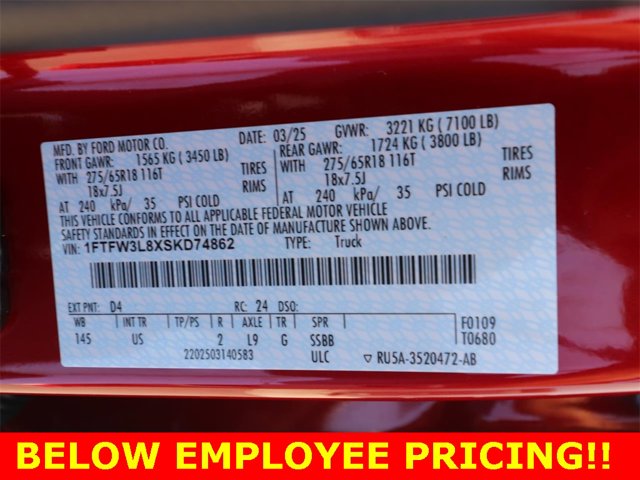 MFD. BY FORD MOTOR CO. DATE: 03/25 GVWR: 3221 KG ( 7100 LB)
FRONT GAWR: 1565 KG ( 3450 LB) REAR GAWR: 1724 KG ( 3800 LB)
WITH 275/65R18 116T TIRES WITH 275/65R18 116T TIRES
18x7.5J RIMS 18x7.5J RIMS
AT 240 kPa/ 35 PSI COLD AT 240 kPa/ 35 PSI COLD
THIS VEHICLE CONFORMS TO ALL APPLICABLE FEDERAL MOTOR VEHICLE
SAFETY STANDARDS IN EFFECT ON THE DATE OF MANUFACTURE SHOWN ABOVE.
VIN: 1FTFW3L8XSKD74862 TYPE: Truck
EXT PNT: D4 RC: 24 DSO:
WB INT TR TP/PS R AXLE TR SPR F0109
145 US 2 L9 G SSBB T0680
2202503140583 ULC ▽ RU5A-3520472-AB
BELOW EMPLOYEE PRICING!!